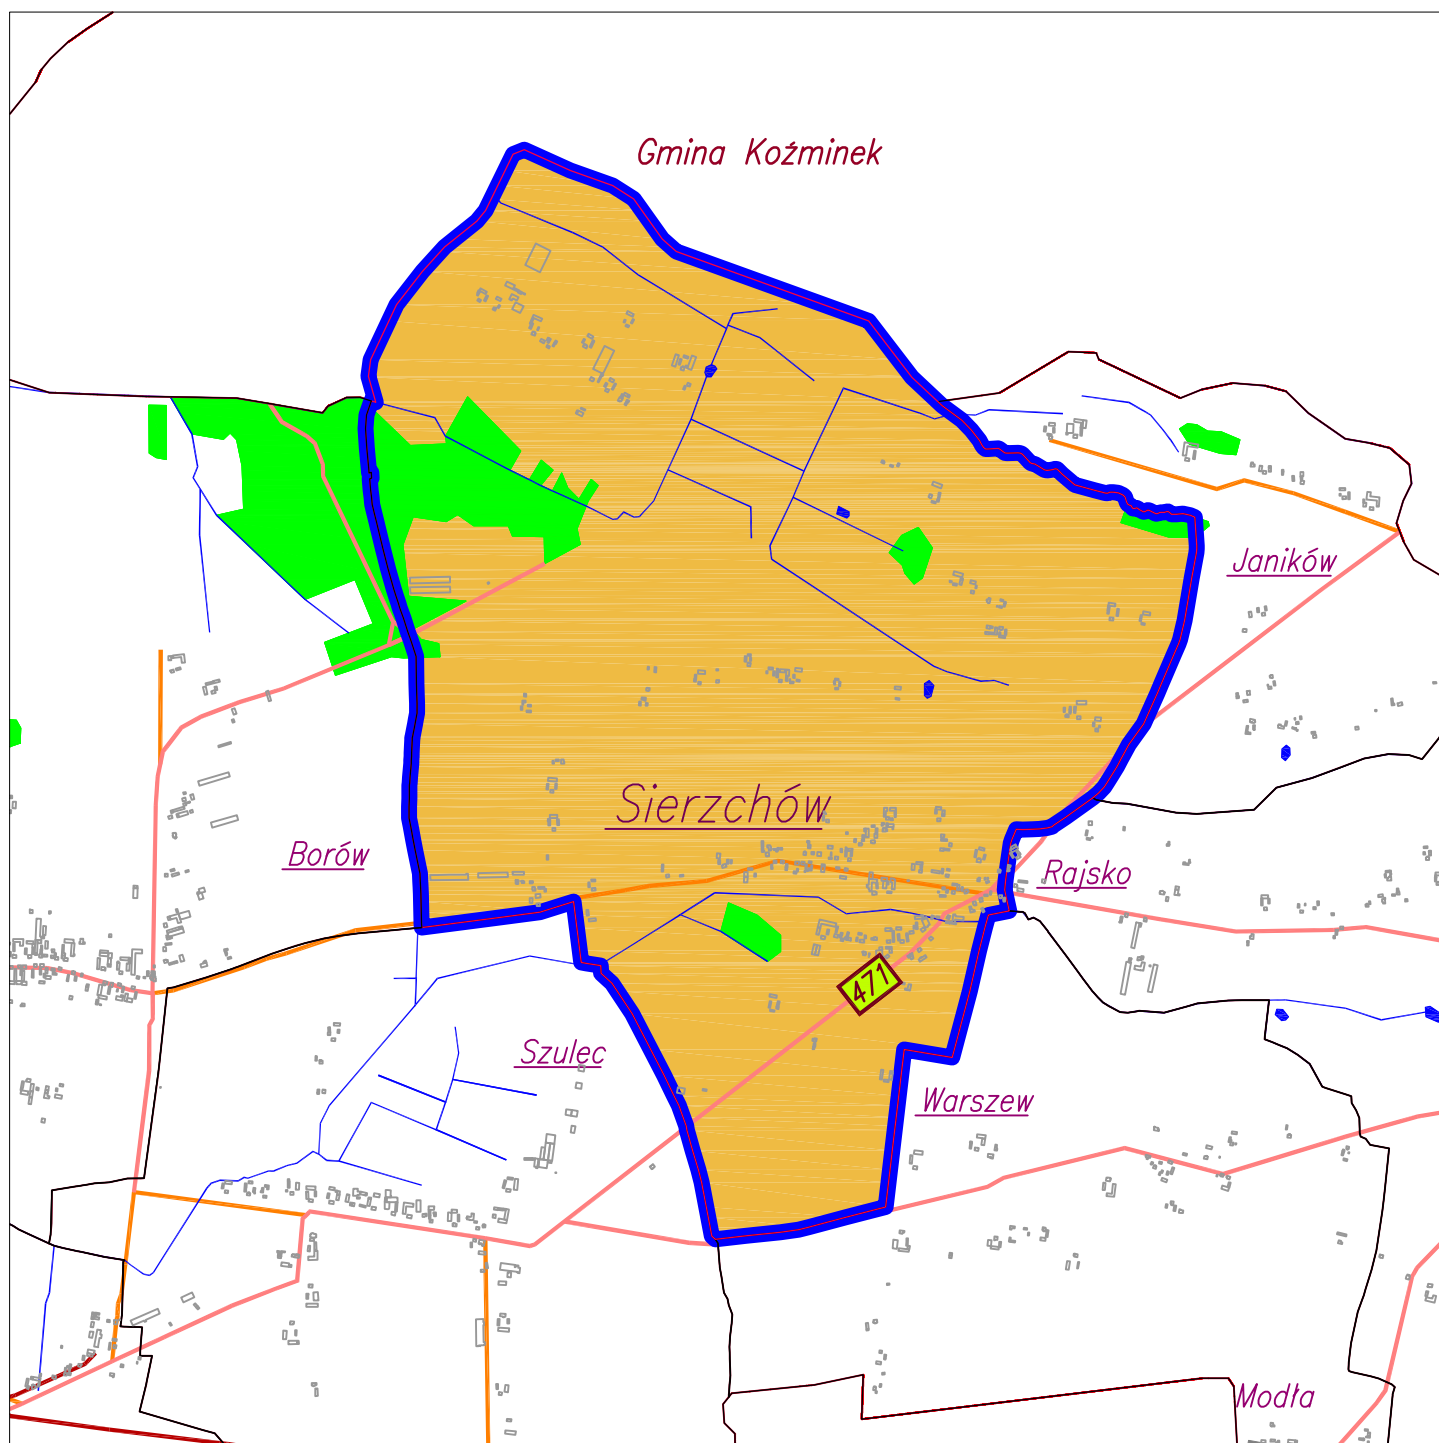 Gmina Koźminek
Janików
Sierzchów
Borów
Rajsko
471
Szulec
Warszew
Modła